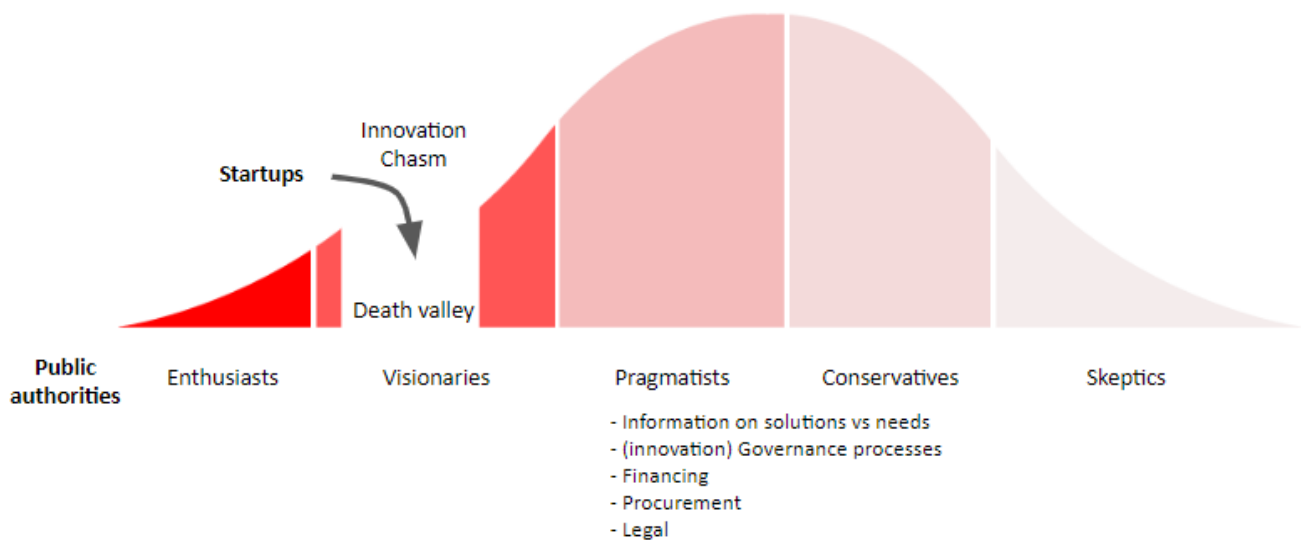 Innovation
Chasm
Startups
Death valley
Public
authorities
Enthusiasts
Visionaries
Pragmatists
Conservatives
Skeptics
- Information on solutions vs needs
- (innovation) Governance processes
- Financing
- Procurement
- Legal